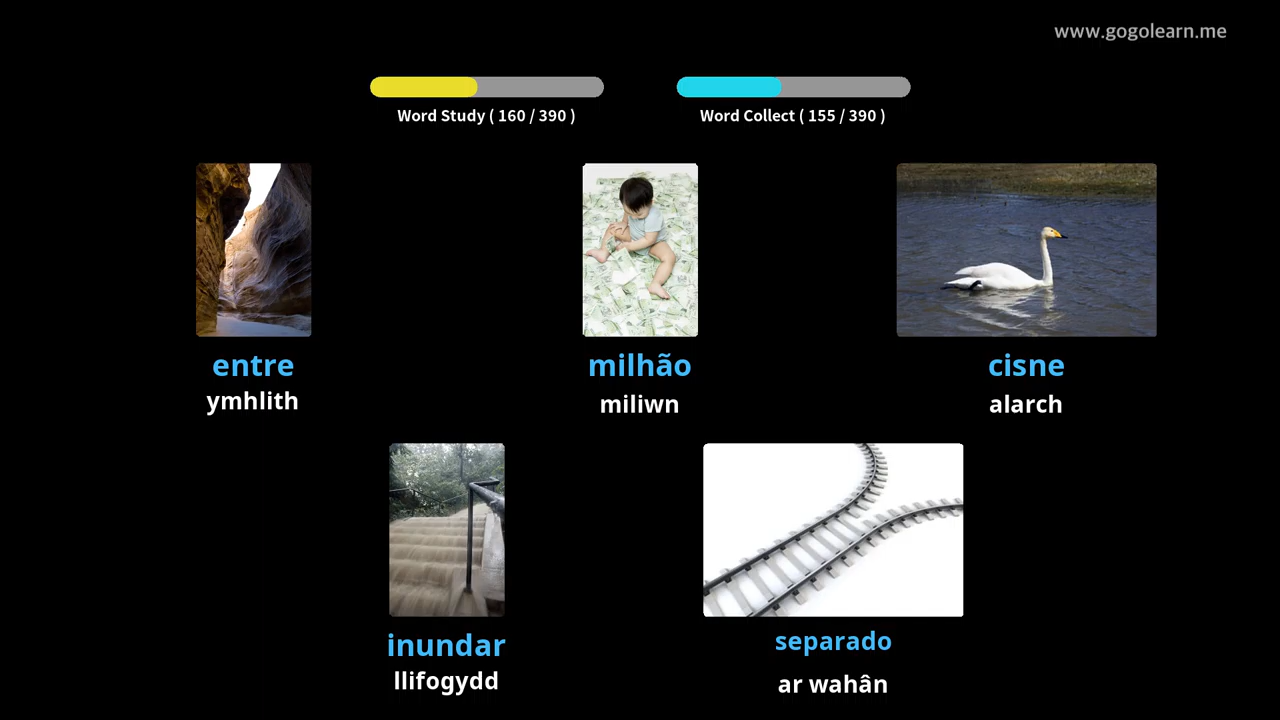 www.gogolearn.me
Word Study ( 160 / 390 )
Word Collect ( 155 / 390 )
entre
ymhlith
milhão
miliwn
cisne
alarch
inundar
llifogydd
separado
ar wahân